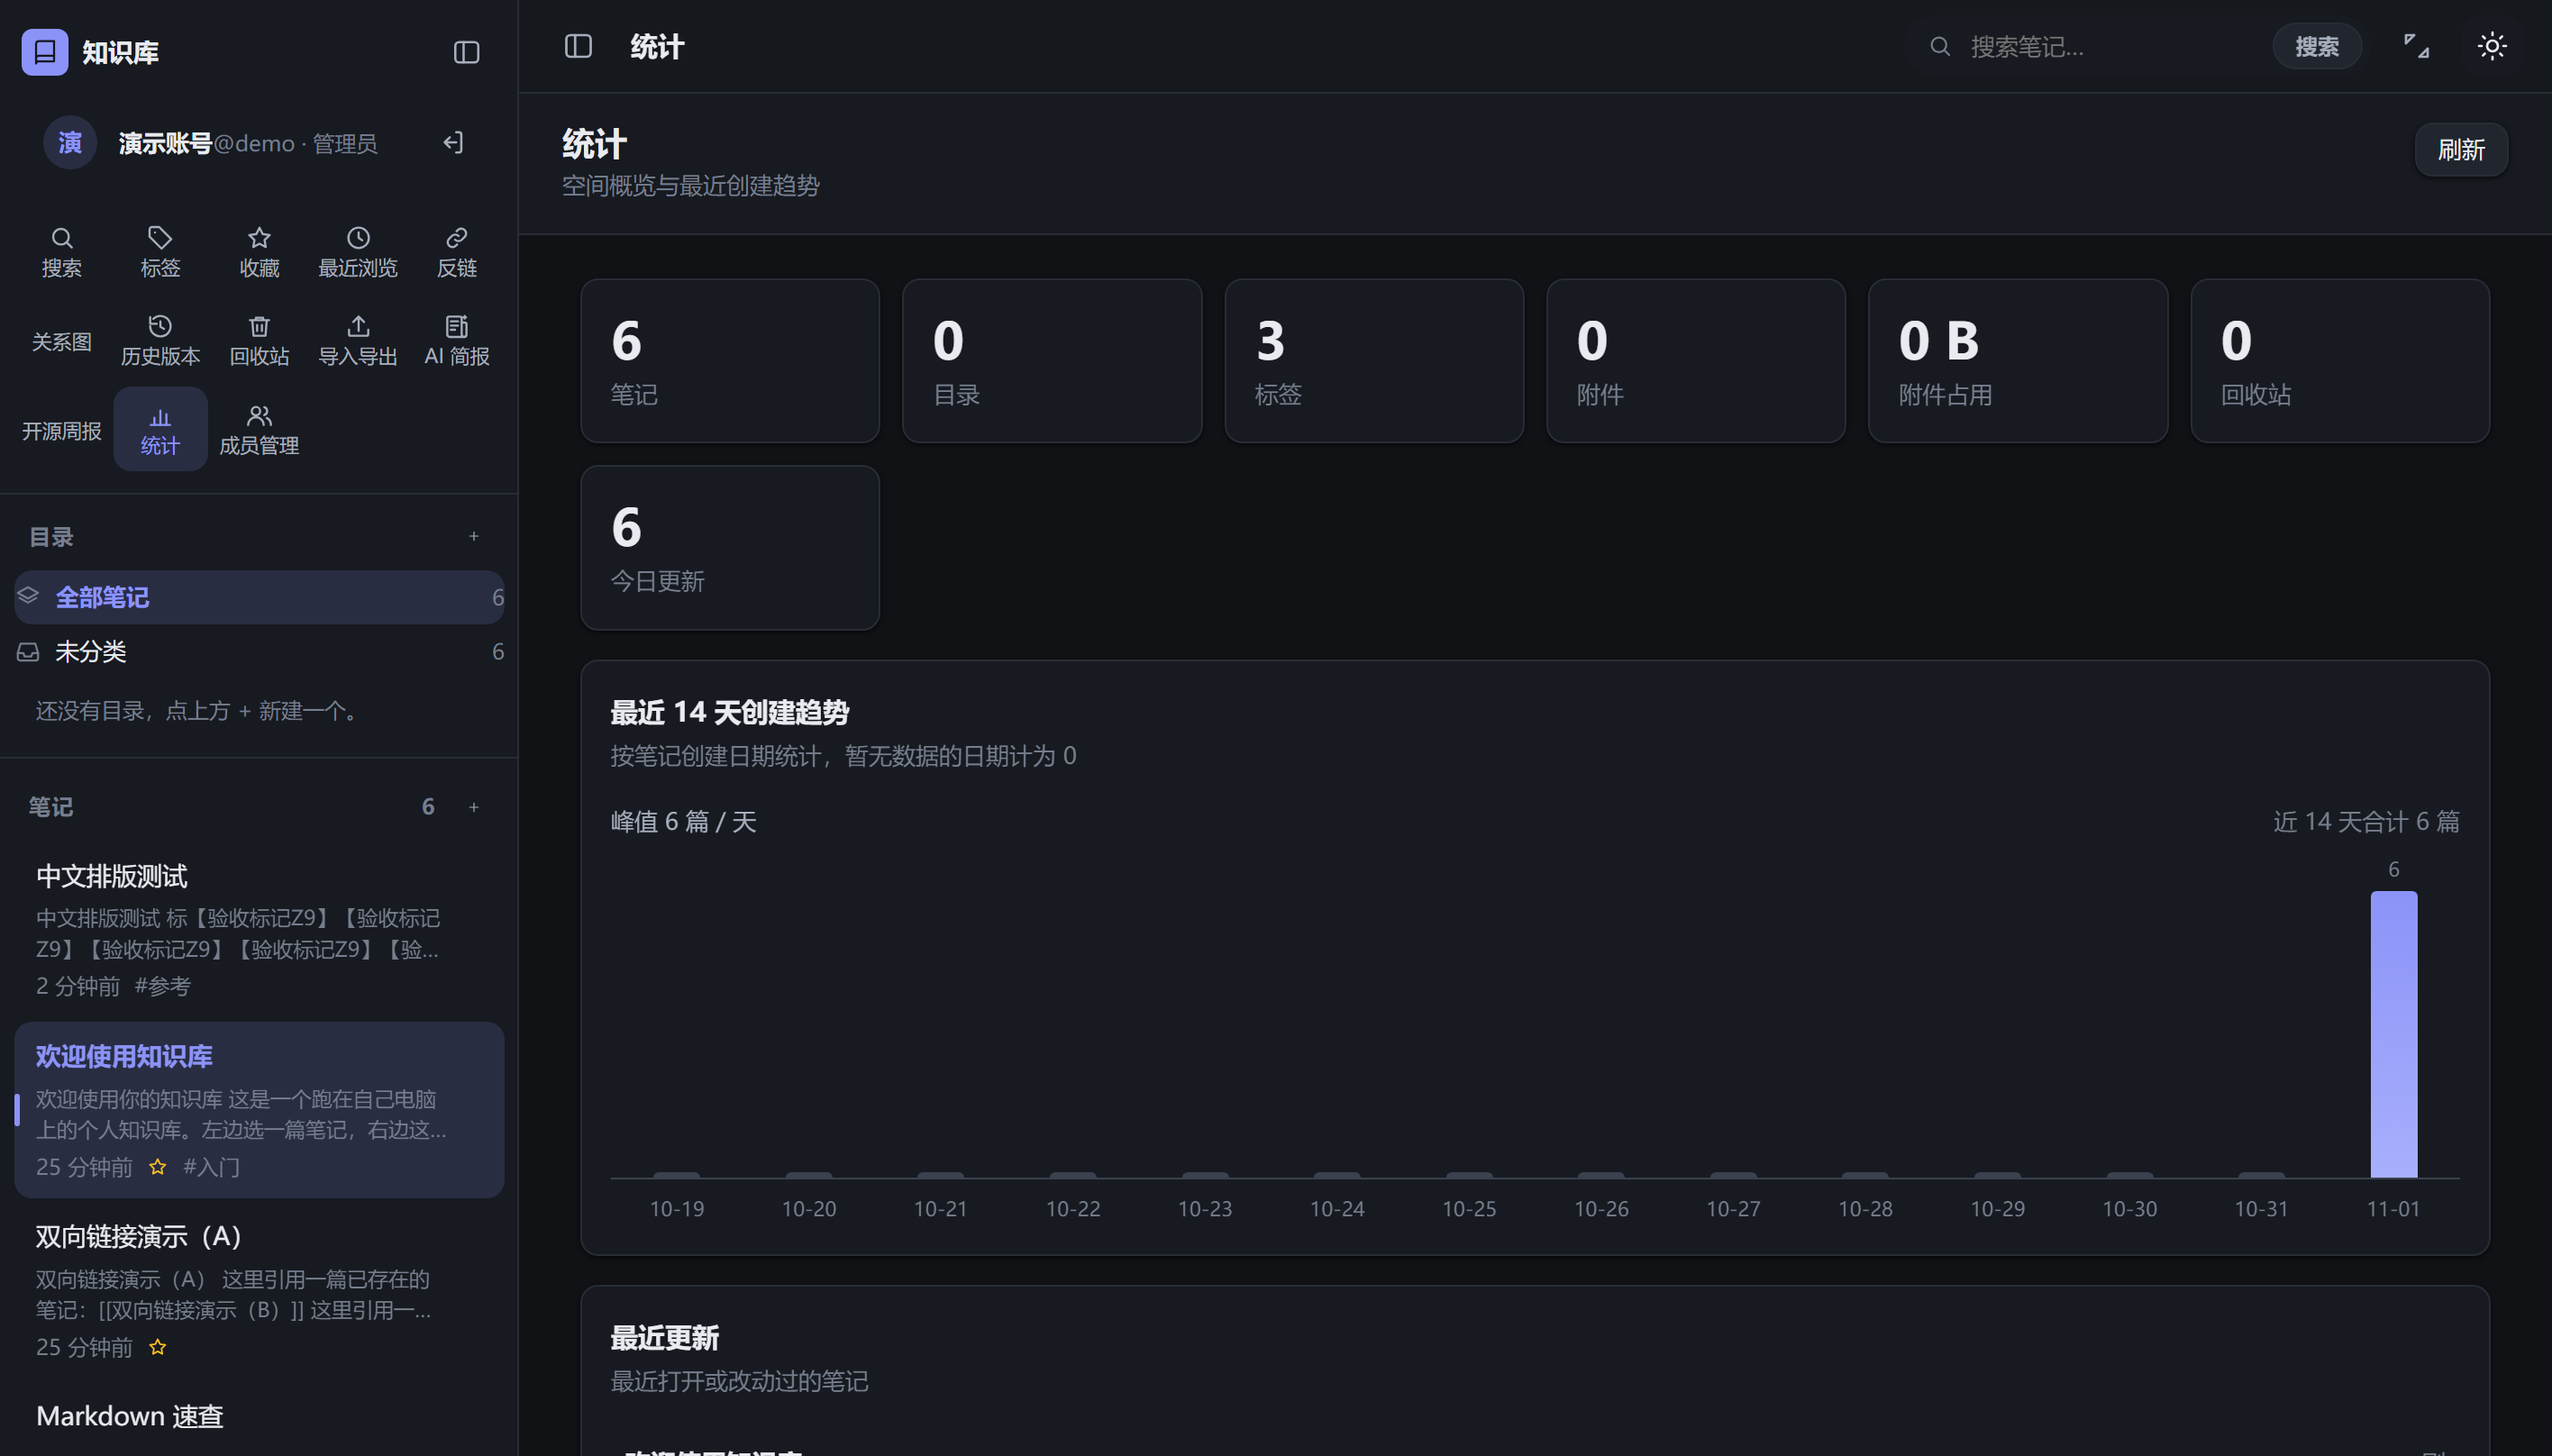 知识库
演
演示账号@demo · 管理员
搜索
标签
收藏
最近浏览
反链
关系图
历史版本
回收站
导入导出
AI 简报
开源周报
统计
成员管理
目录
+
全部笔记
6
未分类
6
还没有目录，点上方 + 新建一个。
笔记
6
+
中文排版测试
中文排版测试 标【验收标记Z9】【验收标记
Z9】【验收标记Z9】【验收标记Z9】【验...
2 分钟前 #参考
欢迎使用知识库
欢迎使用你的知识库 这是一个跑在自己电脑
上的个人知识库。左边选一篇笔记，右边这...
25 分钟前 #入门
双向链接演示（A）
双向链接演示（A） 这里引用一篇已存在的
笔记：[[双向链接演示（B）]] 这里引用一...
25 分钟前
Markdown 速查
统计
搜索笔记...
搜索
统计
空间概览与最近创建趋势
刷新
6
笔记
0
目录
3
标签
0
附件
0 B
附件占用
0
回收站
6
今日更新
最近 14 天创建趋势
按笔记创建日期统计，暂无数据的日期计为 0
峰值 6 篇 / 天
近 14 天合计 6 篇
6
10-19
10-20
10-21
10-22
10-23
10-24
10-25
10-26
10-27
10-28
10-29
10-30
10-31
11-01
最近更新
最近打开或改动过的笔记